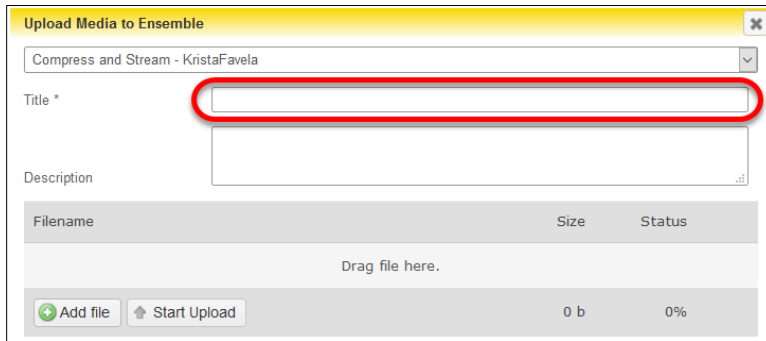 Upload Media to Ensemble
Compress and Stream - KristaFavela
Title *
Description
Filename Size Status
Drag file here.
Add file Start Upload 0 b 0%